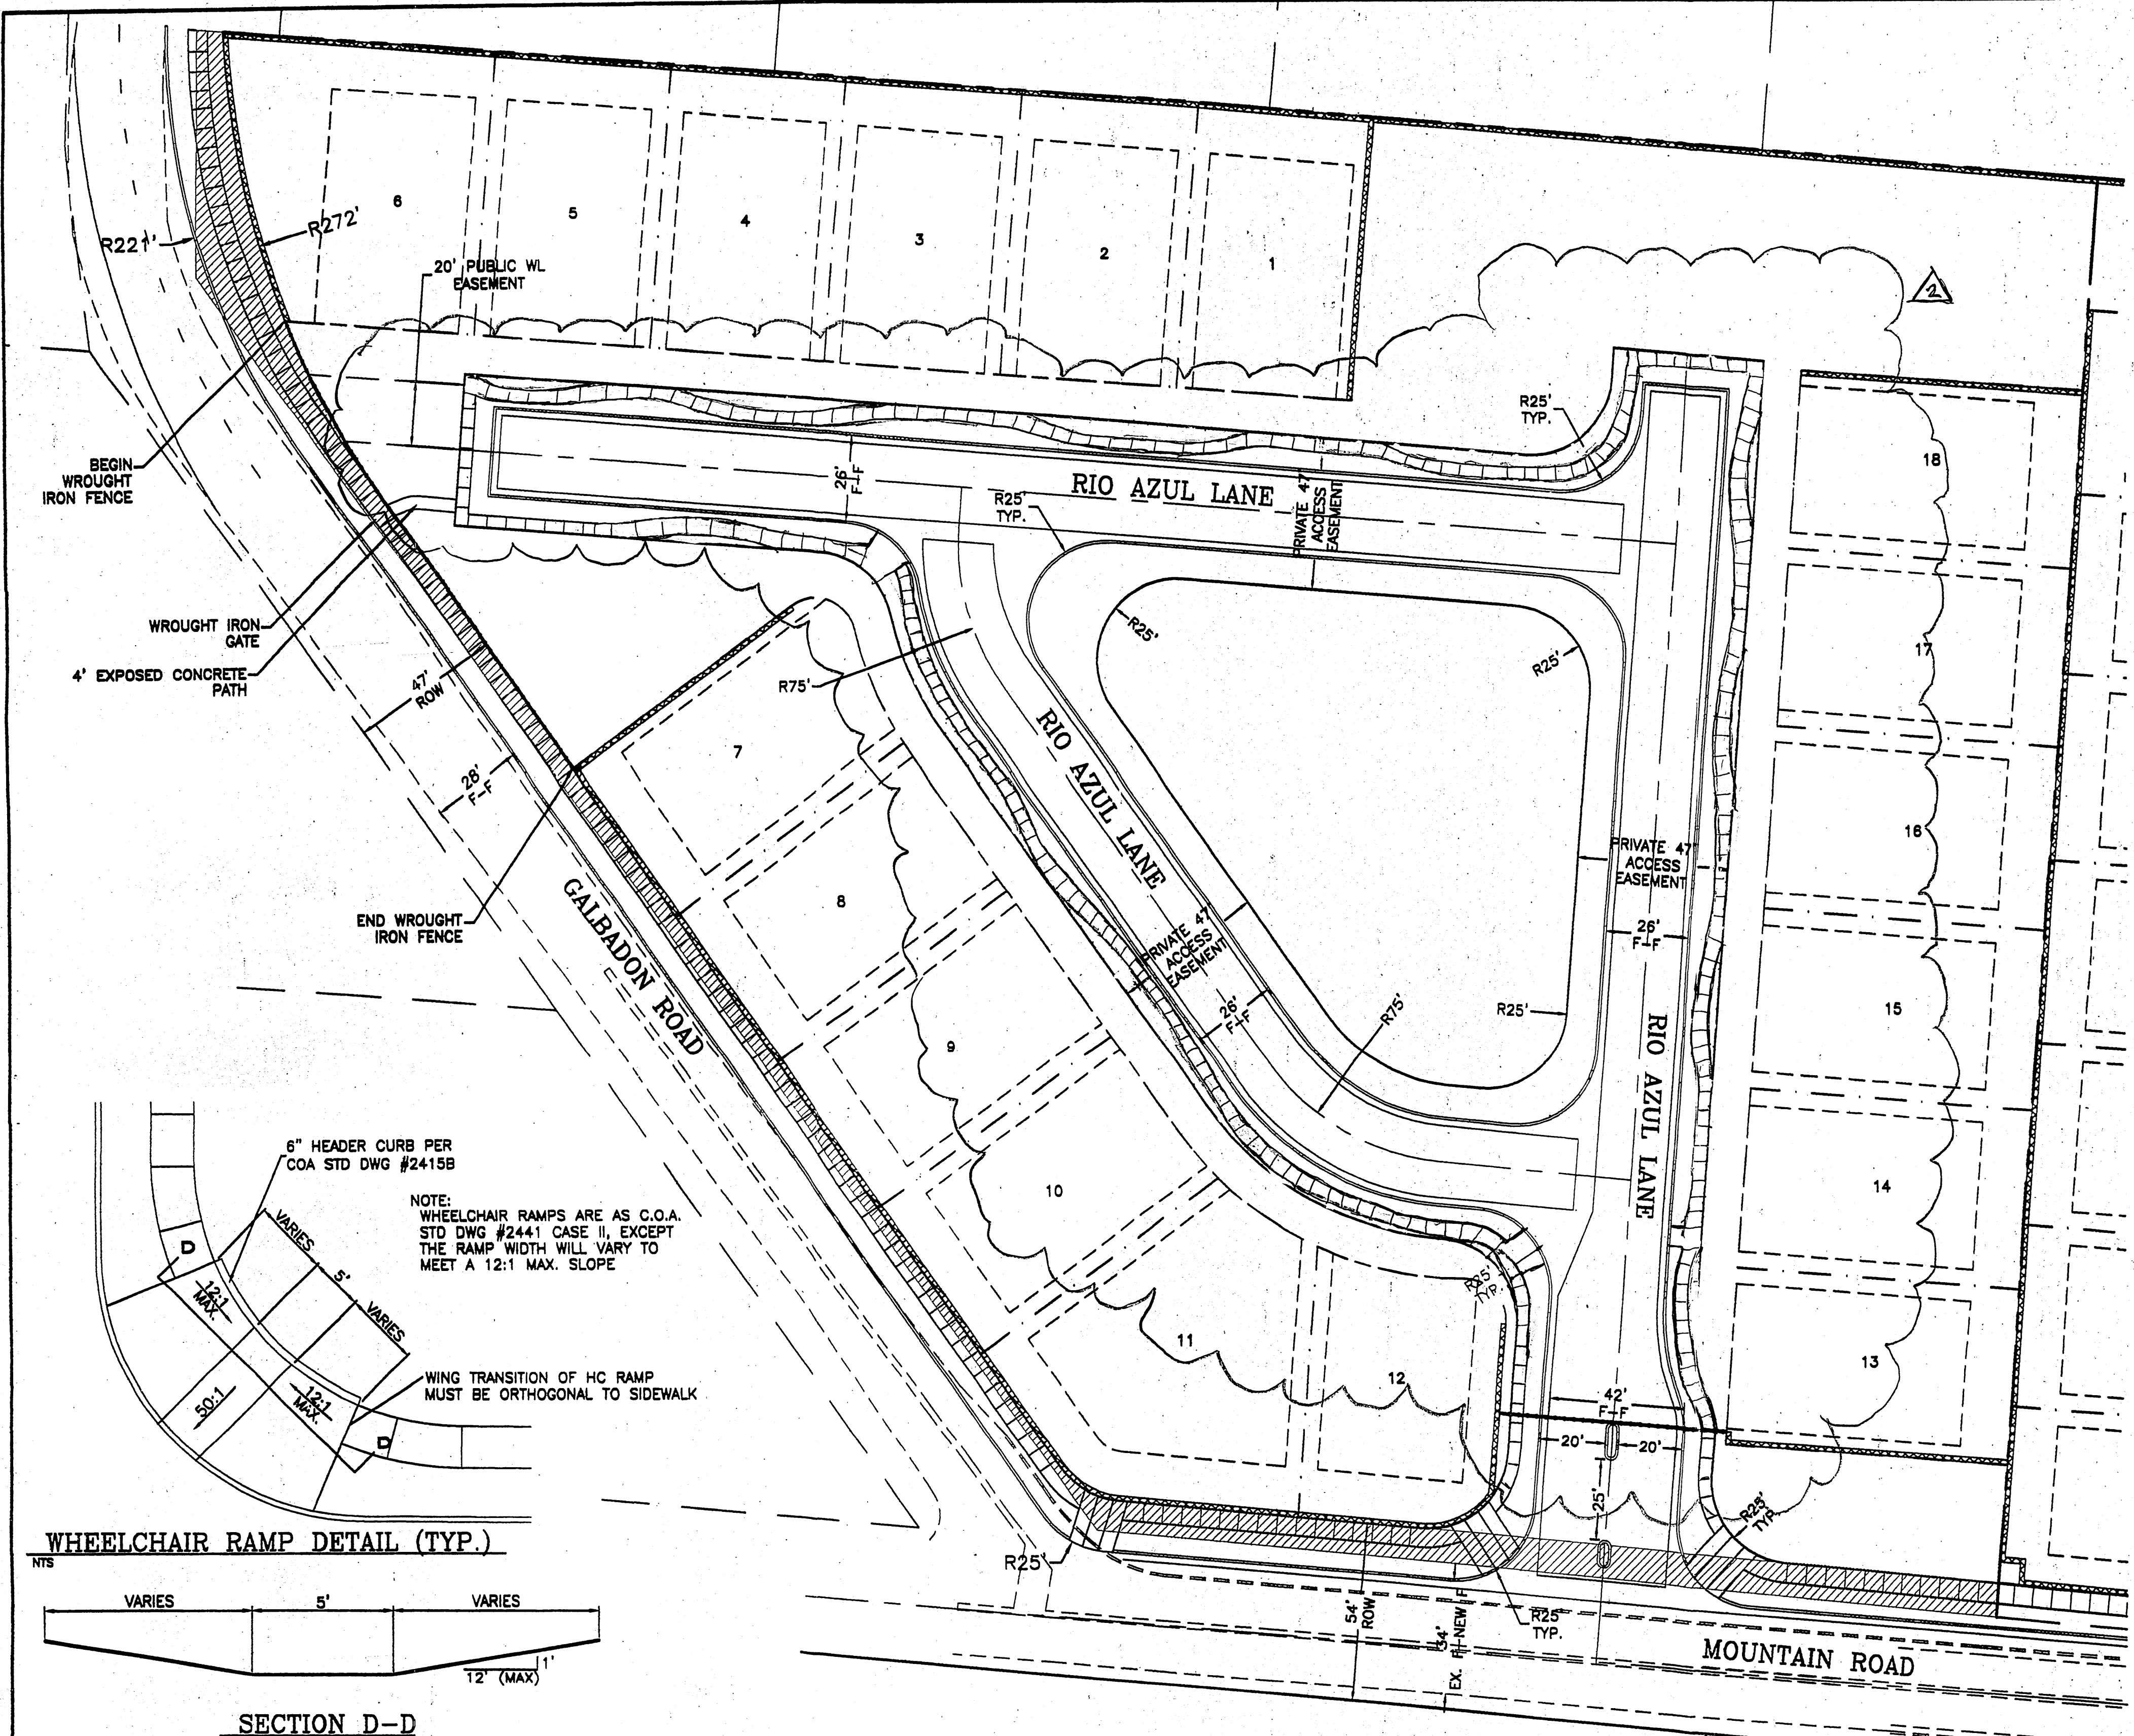 R221'
R272'
6
5
4
3
2
1
2
20' PUBLIC WL
EASEMENT
BEGIN
WROUGHT
IRON FENCE
WROUGHT IRON
GATE
4' EXPOSED CONCRETE
PATH
47'
ROW
28'
F-F
END WROUGHT
IRON FENCE
GALBADON ROAD
26'
F-F
RIO AZUL LANE
R25'
TYP.
R25'
TYP.
PRIVATE 47'
ACCESS
EASEMENT
R25'
R25'
R75'
RIO AZUL LANE
PRIVATE 47'
ACCESS
EASEMENT
26'
F-F
R75'
R25'
PRIVATE 47'
ACCESS
EASEMENT
26'
F-F
RIO AZUL LANE
18
17
16
15
14
13
7
8
9
10
11
12
R25'
TYP.
42'
F-F
20'
20'
25'
R25'
TYP.
R25'
R25'
TYP.
54'
ROW
34'
EX. F-NEW F
MOUNTAIN ROAD
6" HEADER CURB PER
COA STD DWG #2415B
NOTE:
WHEELCHAIR RAMPS ARE AS C.O.A.
STD DWG #2441 CASE II, EXCEPT
THE RAMP WIDTH WILL VARY TO
MEET A 12:1 MAX. SLOPE
VARIES
5'
VARIES
D
12:1
MAX.
50:1
12:1
MAX.
D
WING TRANSITION OF HC RAMP
MUST BE ORTHOGONAL TO SIDEWALK
WHEELCHAIR RAMP DETAIL (TYP.)
NTS
VARIES
5'
VARIES
1'
12' (MAX)
SECTION D-D